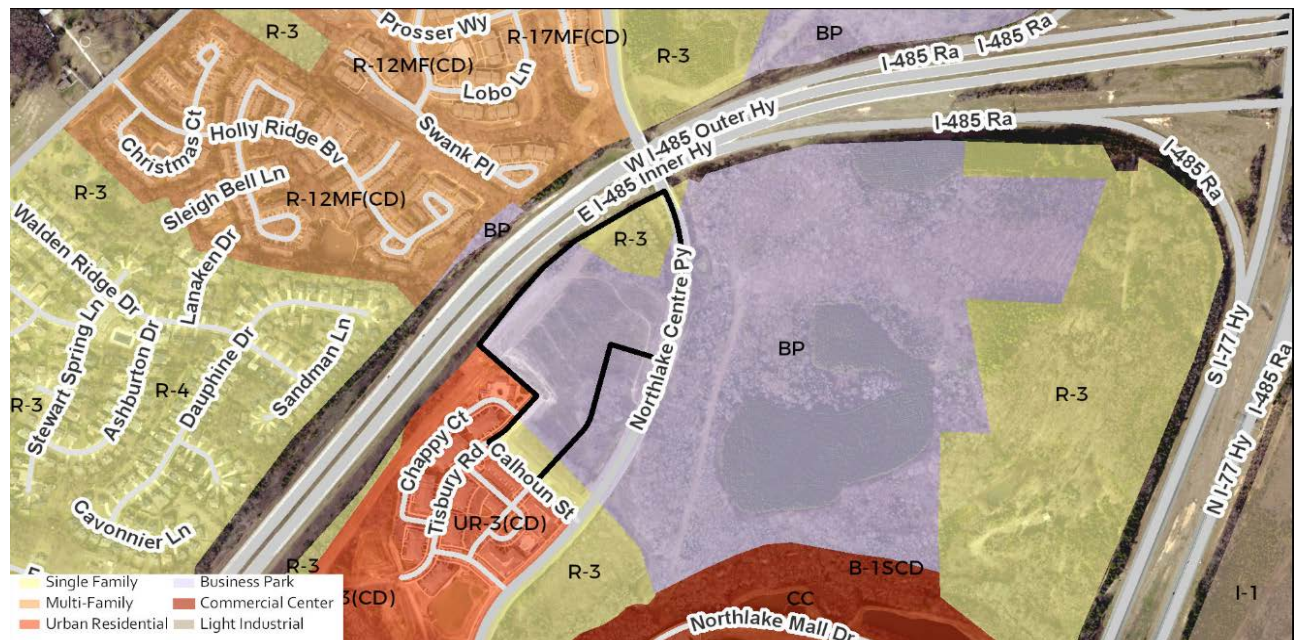 Prosser Wy
R-3
R-17MF(CD)
R-12MF(CD)
Lobo Ln
R-3
BP
I-485 Ra
I-485 Ra
W I-485 Outer Hy
E I-485 Inner Hy
I-485 Ra
I-485 Ra
Christmas Ct
Holly Ridge Bv
Swank Pl
Sleigh Bell Ln
R-12MF(CD)
R-3
BP
R-3
Walden Ridge Dr
Lanaken Dr
Stewart Spring Ln
Ashburton Dr
Dauphine Dr
Sandman Ln
R-4
R-3
Cavonnier Ln
Northlake Centre Py
BP
R-3
S I-77 Hy
I-485 Ra
N I-77 Hy
Chappy Ct
Tisbury Rd
Calhoun St
UR-3(CD)
R-3
R-3
B-1SCD
CC
I-1
3(CD)
Northlake Mall Dr
Single Family
Business Park
Multi-Family
Commercial Center
Urban Residential
Light Industrial